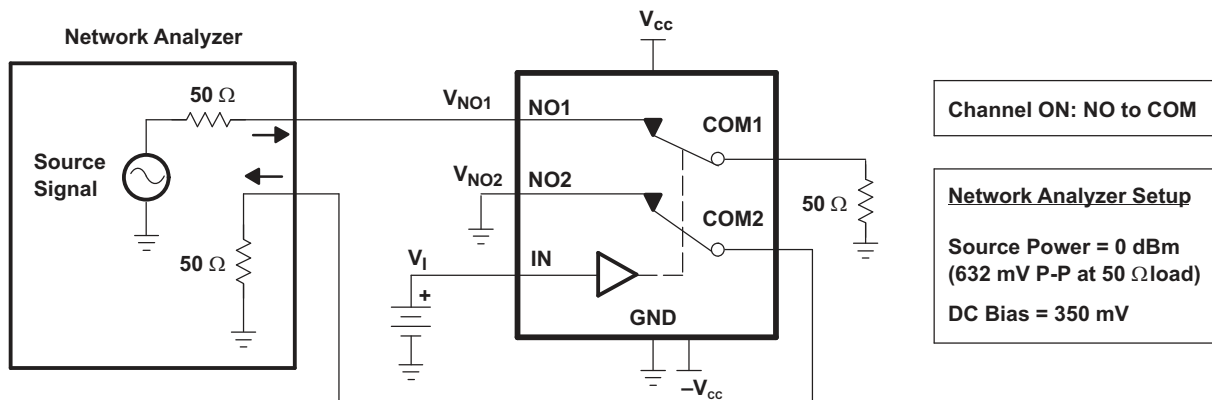 Network Analyzer
50 Ω
Source
Signal
50 Ω
V_NO1
NO1
V_NO2
NO2
V_I
IN
+
V_cc
COM1
COM2
GND
–V_cc
50 Ω
Channel ON: NO to COM
Network Analyzer Setup
Source Power = 0 dBm
(632 mV P-P at 50 Ω load)
DC Bias = 350 mV